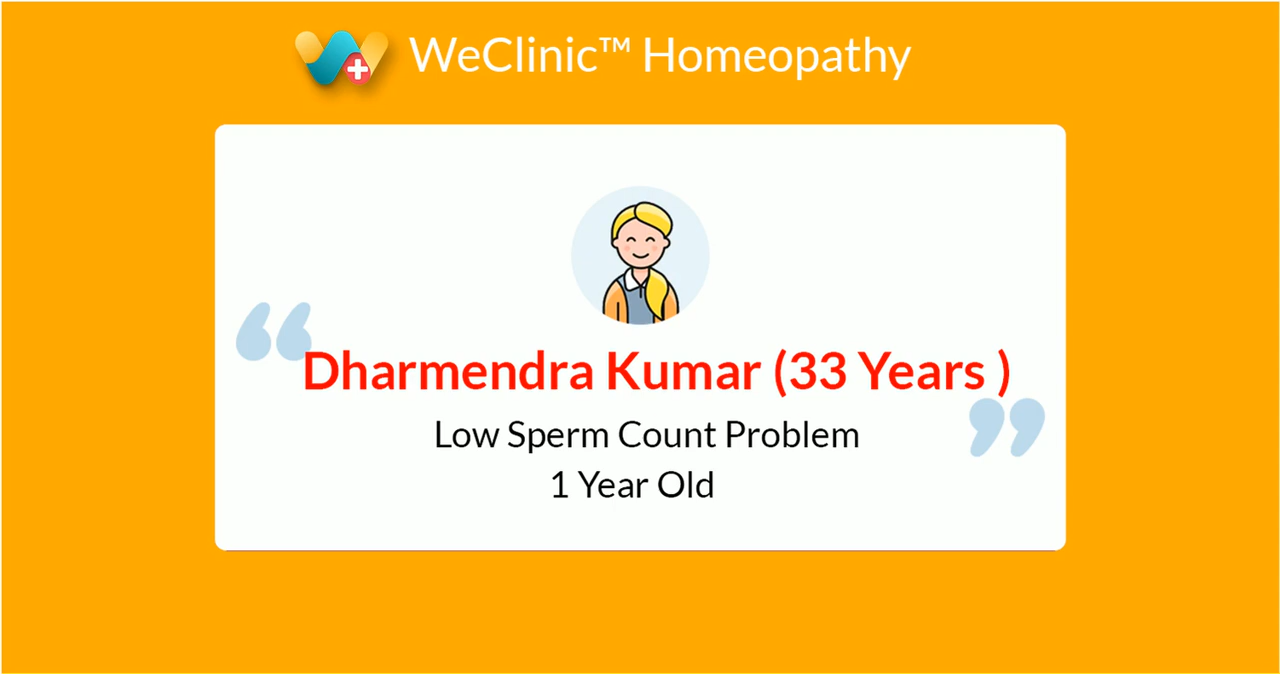 WeClinic™ Homeopathy
Dharmendra Kumar (33 Years )
Low Sperm Count Problem
1 Year Old